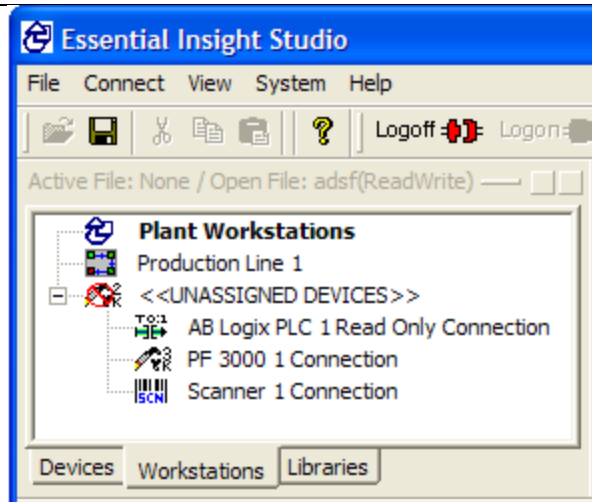 Essential Insight Studio
File Connect View System Help
Logoff Logon
Active File: None / Open File: adsf(ReadWrite)
Plant Workstations
Production Line 1
<<UNASSIGNED DEVICES>>
AB Logix PLC 1 Read Only Connection
PF 3000 1 Connection
SCN Scanner 1 Connection
Devices Workstations Libraries